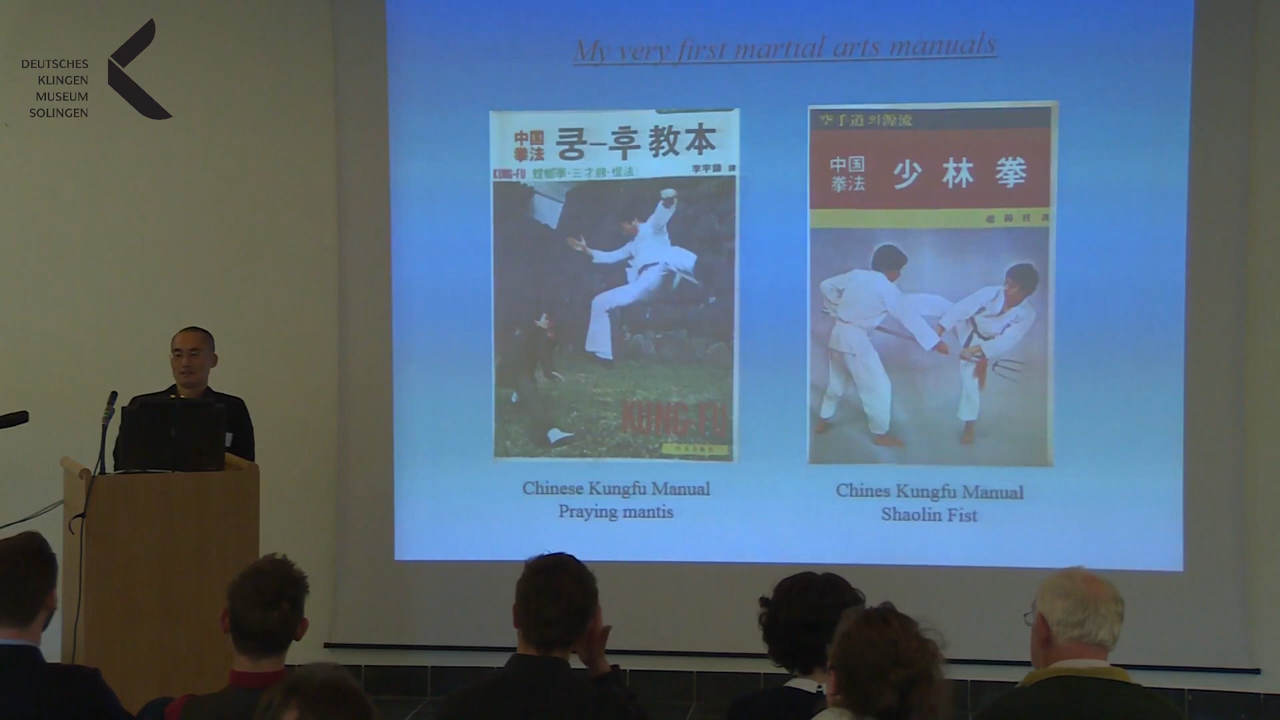 DEUTSCHES
KLINGEN
MUSEUM
SOLINGEN
My very first martial arts manuals
中国
拳法
쿵-후 教本
KUNG-FU
KUNG FU
空手道의源流
中国
拳法
少林拳
Chinese Kungfu Manual
Praying mantis
Chines Kungfu Manual
Shaolin Fist